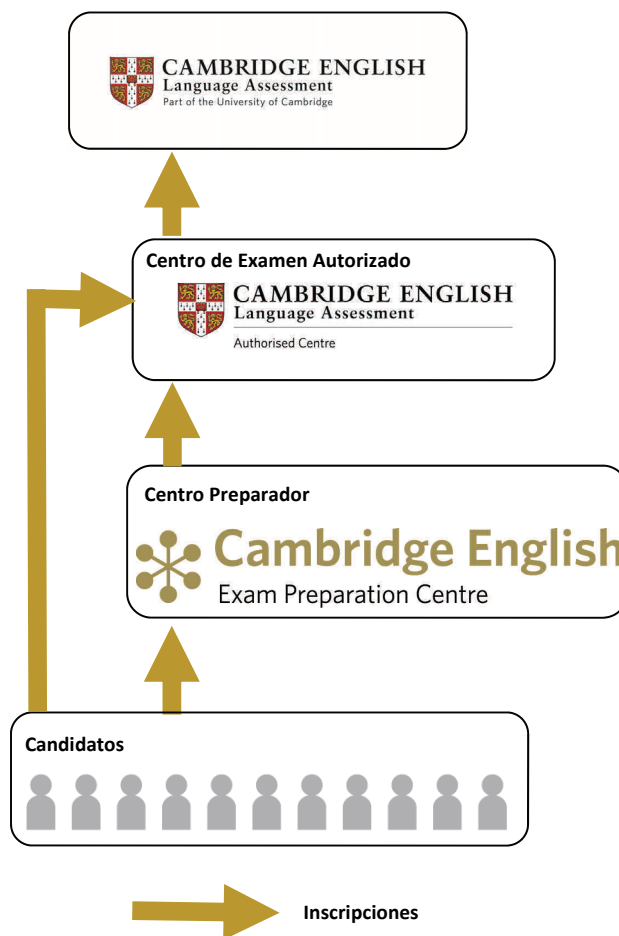 CAMBRIDGE ENGLISH
Language Assessment
Part of the University of Cambridge
Centro de Examen Autorizado
CAMBRIDGE ENGLISH
Language Assessment
Authorised Centre
Centro Preparador
Cambridge English
Exam Preparation Centre
Candidatos
Inscripciones